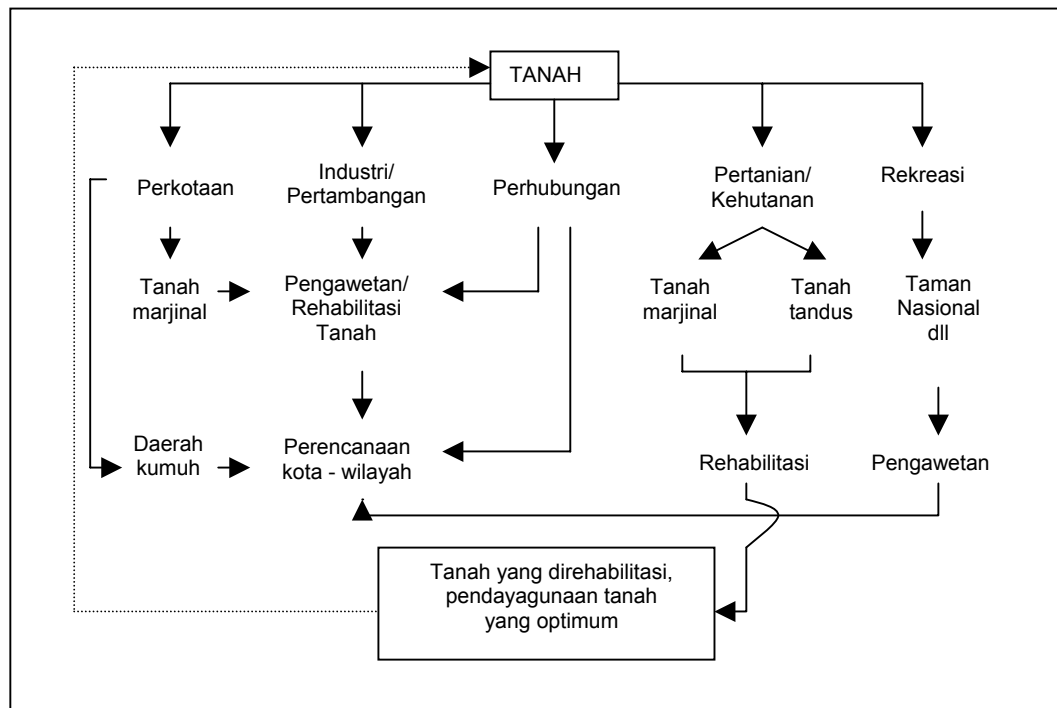 TANAH
Perkotaan
Industri/
Pertambangan
Perhubungan
Pertanian/
Kehutanan
Rekreasi
Tanah
marjinal
Pengawetan/
Rehabilitasi
Tanah
Tanah
marjinal
Tanah
tandus
Taman
Nasional
dll
Daerah
kumuh
Perencanaan
kota - wilayah
Rehabilitasi
Pengawetan
Tanah yang direhabilitasi,
pendayagunaan tanah
yang optimum